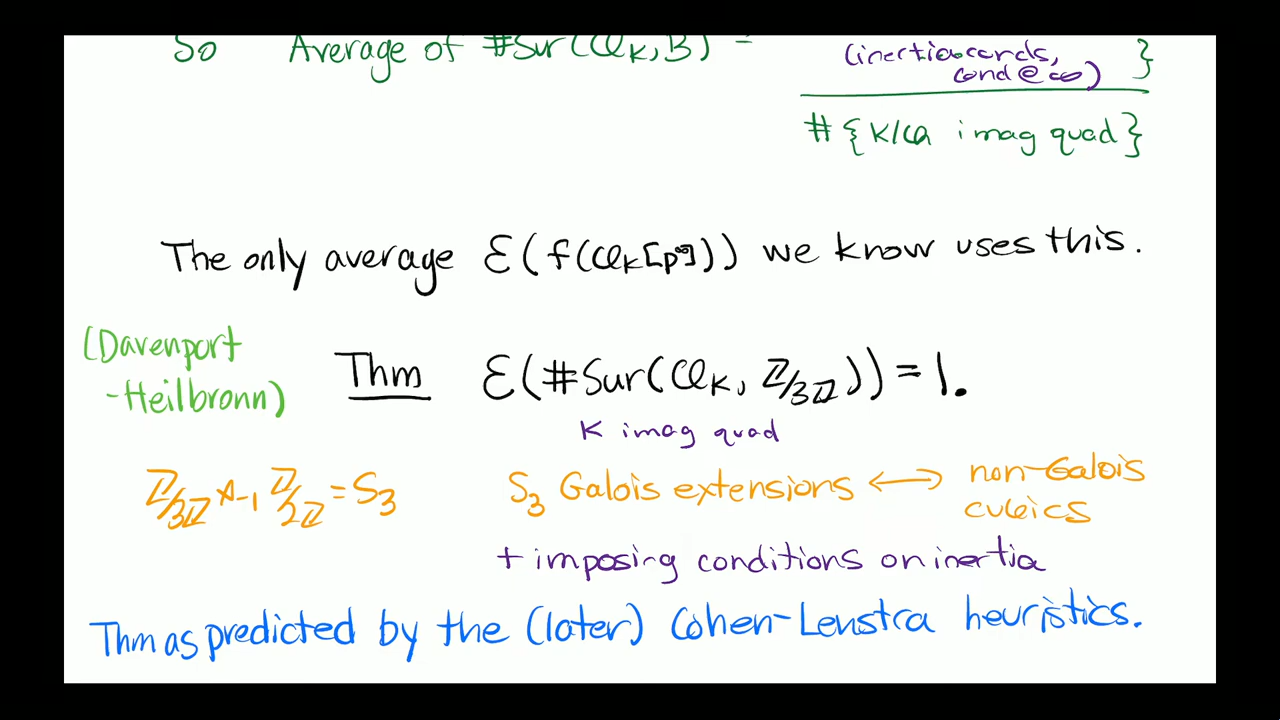 So Average of #Sur(Cl_K, B) =
(inertia conds, cond @ ∞) }
# {K/Q imag quad}
The only average ℰ(f(Cl_K[p^∞])) we know uses this.
(Davenport
-Heilbronn)
Thm ℰ(#Sur(Cl_K, ℤ/3ℤ)) = 1.
K imag quad
ℤ/3ℤ ⋊_-1 ℤ/2ℤ = S_3
S_3 Galois extensions ⟷ non-Galois
cubics
+ imposing conditions on inertia
Thm as predicted by the (later) Cohen-Lenstra heuristics.